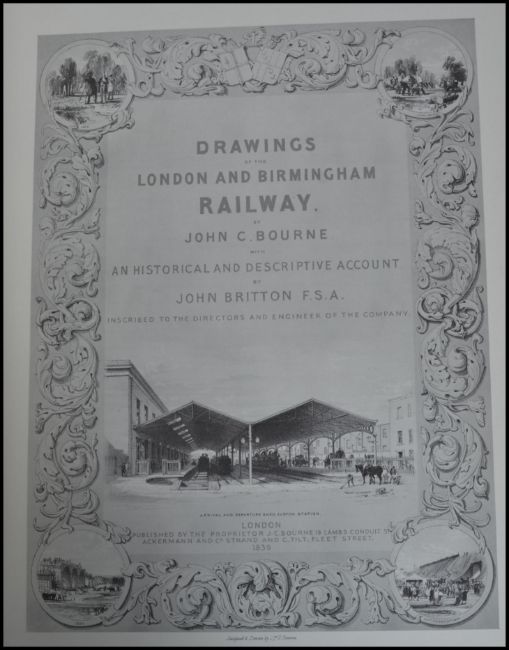 DRAWINGS
OF THE
LONDON AND BIRMINGHAM
RAILWAY.
BY
JOHN C. BOURNE
WITH
AN HISTORICAL AND DESCRIPTIVE ACCOUNT
BY
JOHN BRITTON F.S.A.
INSCRIBED TO THE DIRECTORS AND ENGINEER OF THE COMPANY.
ARRIVAL AND DEPARTURE SHED EUSTON STATION.
LONDON
PUBLISHED BY THE PROPRIETOR J.C. BOURNE 19 LAMBS CONDUIT ST
ACKERMANN AND CO. STRAND AND C. TILT, FLEET STREET.
1839